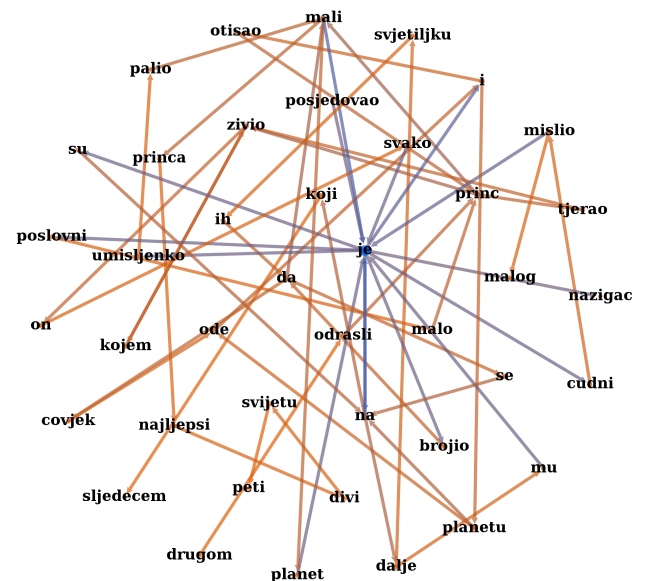 mali
otisao
svjetiljku
palio
i
posjedovao
zivio
mislio
svako
su
princa
koji
princ
tjerao
ih
poslovni
je
umisljenko
da
malog
nazigac
on
ode
malo
odrasli
kojem
se
cudni
svijetu
covjek
na
najljepsi
brojio
mu
peti
sljedecem
divi
planetu
drugom
dalje
planet